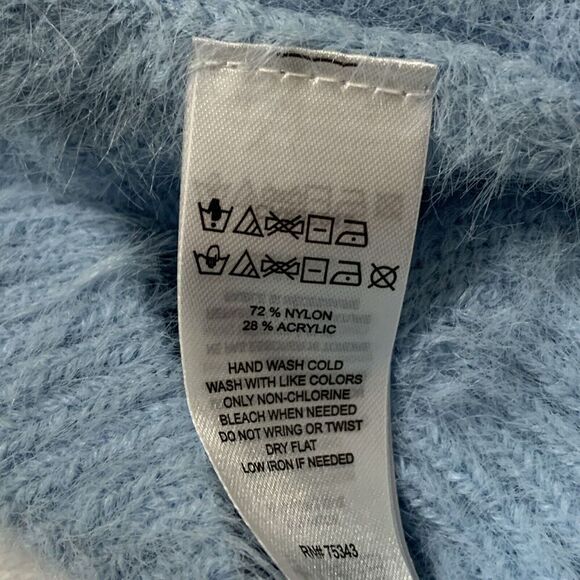 72 % NYLON
28 % ACRYLIC
HAND WASH COLD
WASH WITH LIKE COLORS
ONLY NON-CHLORINE
BLEACH WHEN NEEDED
DO NOT WRING OR TWIST
DRY FLAT
LOW IRON IF NEEDED
RN# 75343